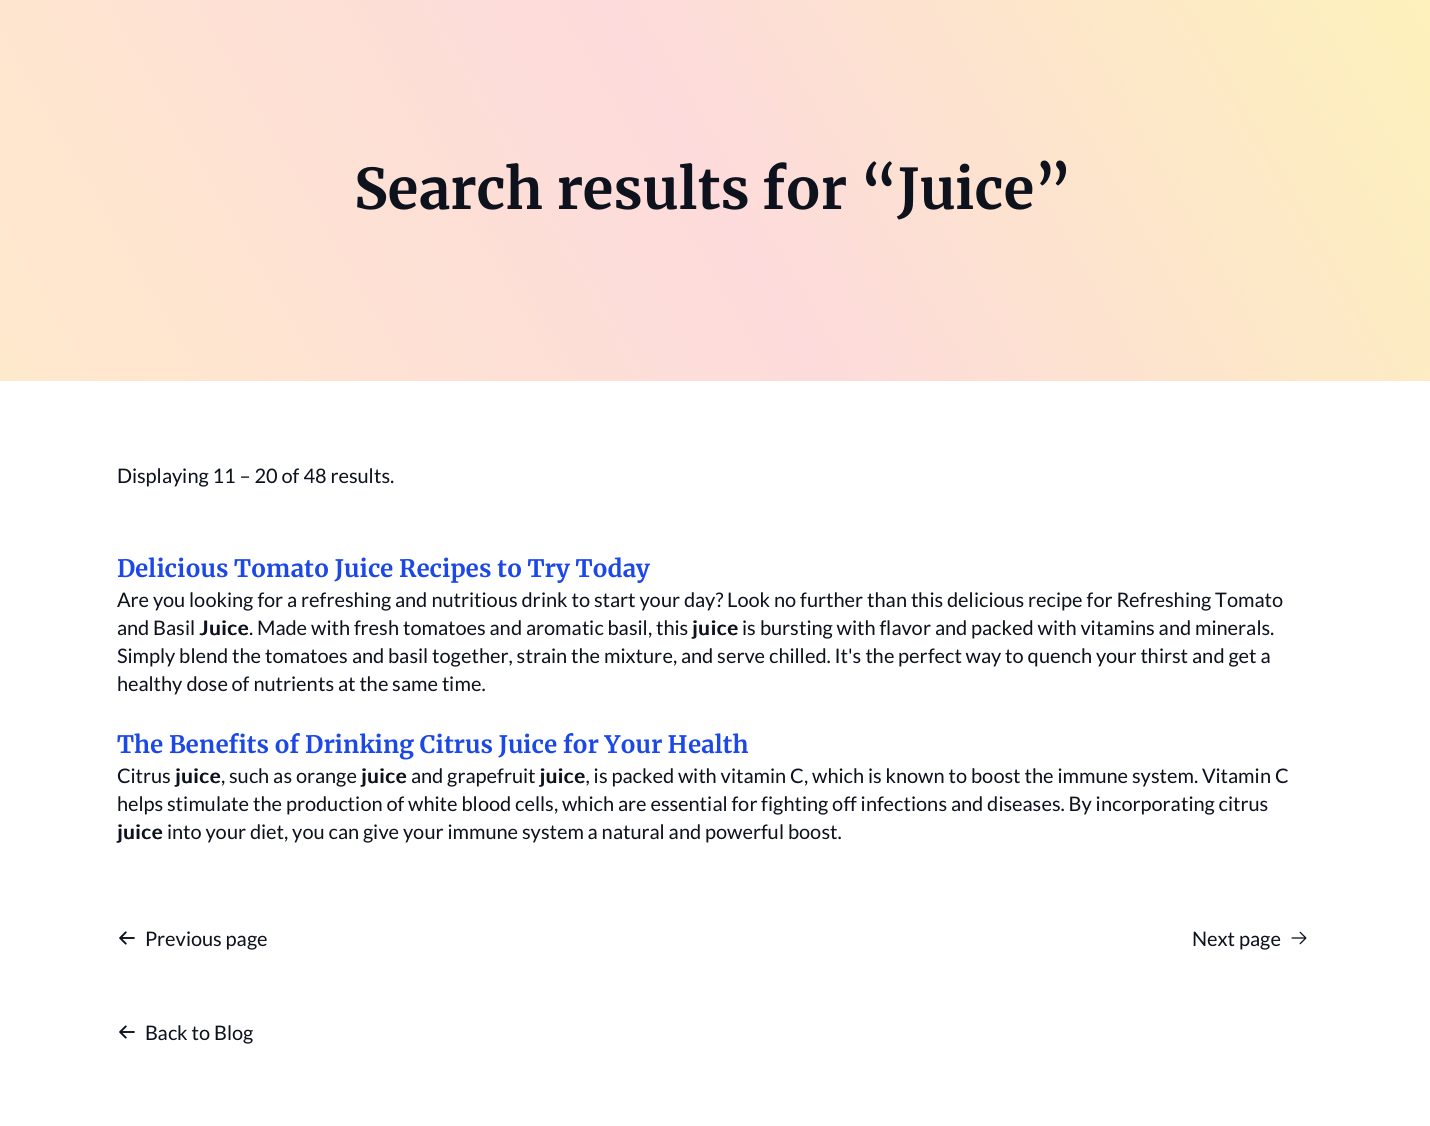 Search results for “Juice”
Displaying 11 – 20 of 48 results.
Delicious Tomato Juice Recipes to Try Today
Are you looking for a refreshing and nutritious drink to start your day? Look no further than this delicious recipe for Refreshing Tomato
and Basil Juice. Made with fresh tomatoes and aromatic basil, this juice is bursting with flavor and packed with vitamins and minerals.
Simply blend the tomatoes and basil together, strain the mixture, and serve chilled. It's the perfect way to quench your thirst and get a
healthy dose of nutrients at the same time.
The Benefits of Drinking Citrus Juice for Your Health
Citrus juice, such as orange juice and grapefruit juice, is packed with vitamin C, which is known to boost the immune system. Vitamin C
helps stimulate the production of white blood cells, which are essential for fighting off infections and diseases. By incorporating citrus
juice into your diet, you can give your immune system a natural and powerful boost.
← Previous page
Next page →
← Back to Blog